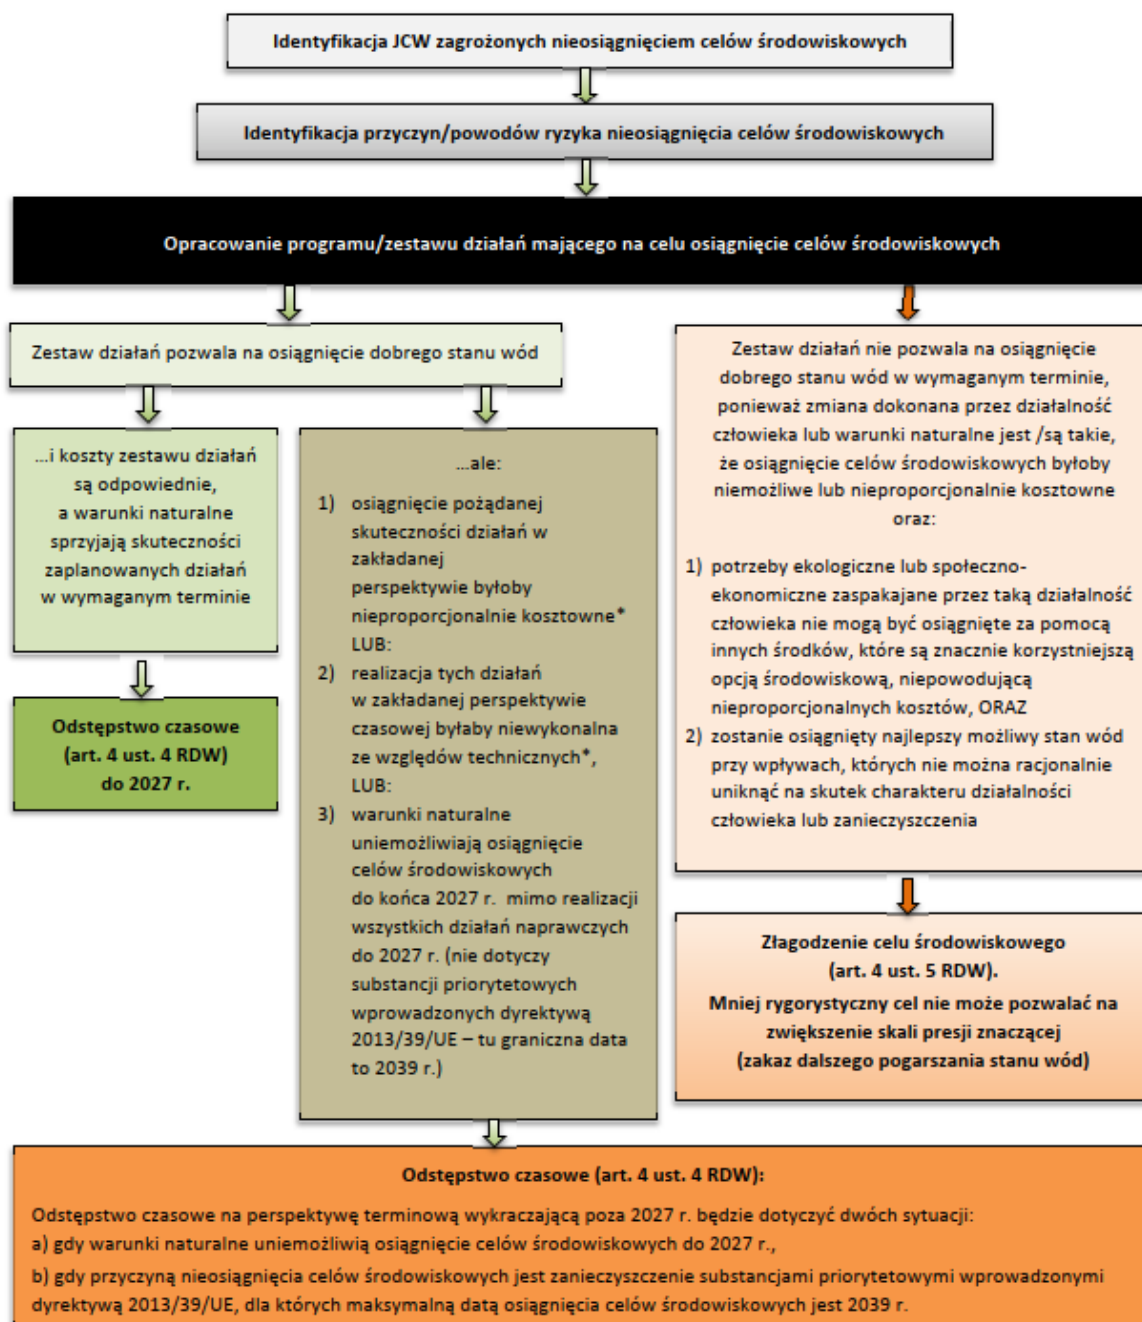 Identyfikacja JCW zagrożonych nieosiągnięciem celów środowiskowych
Identyfikacja przyczyn/powodów ryzyka nieosiągnięcia celów środowiskowych
Opracowanie programu/zestawu działań mającego na celu osiągnięcie celów środowiskowych
Zestaw działań pozwala na osiągnięcie dobrego stanu wód
...i koszty zestawu działań
są odpowiednie,
a warunki naturalne
sprzyjają skuteczności
zaplanowanych działań
w wymaganym terminie
Odstępstwo czasowe
(art. 4 ust. 4 RDW)
do 2027 r.
...ale:
1) osiągnięcie pożądanej
skuteczności działań w
zakładanej
perspektywie byłoby
nieproporcjonalnie kosztowne*
LUB:
2) realizacja tych działań
w zakładanej perspektywie
czasowej byłaby niewykonalna
ze względów technicznych*,
LUB:
3) warunki naturalne
uniemożliwiają osiągnięcie
celów środowiskowych
do końca 2027 r. mimo realizacji
wszystkich działań naprawczych
do 2027 r. (nie dotyczy
substancji priorytetowych
wprowadzonych dyrektywą
2013/39/UE – tu graniczna data
to 2039 r.)
Zestaw działań nie pozwala na osiągnięcie
dobrego stanu wód w wymaganym terminie,
ponieważ zmiana dokonana przez działalność
człowieka lub warunki naturalne jest /są takie,
że osiągnięcie celów środowiskowych byłoby
niemożliwe lub nieproporcjonalnie kosztowne
oraz:
1) potrzeby ekologiczne lub społeczno-
ekonomiczne zaspakajane przez taką działalność
człowieka nie mogą być osiągnięte za pomocą
innych środków, które są znacznie korzystniejszą
opcją środowiskową, niepowodującą
nieproporcjonalnych kosztów, ORAZ
2) zostanie osiągnięty najlepszy możliwy stan wód
przy wpływach, których nie można racjonalnie
uniknąć na skutek charakteru działalności
człowieka lub zanieczyszczenia
Złagodzenie celu środowiskowego
(art. 4 ust. 5 RDW).
Mniej rygorystyczny cel nie może pozwalać na
zwiększenie skali presji znaczącej
(zakaz dalszego pogarszania stanu wód)
Odstępstwo czasowe (art. 4 ust. 4 RDW):
Odstępstwo czasowe na perspektywę terminową wykraczającą poza 2027 r. będzie dotyczyć dwóch sytuacji:
a) gdy warunki naturalne uniemożliwią osiągnięcie celów środowiskowych do 2027 r.,
b) gdy przyczyną nieosiągnięcia celów środowiskowych jest zanieczyszczenie substancjami priorytetowymi wprowadzonymi
dyrektywą 2013/39/UE, dla których maksymalną datą osiągnięcia celów środowiskowych jest 2039 r.